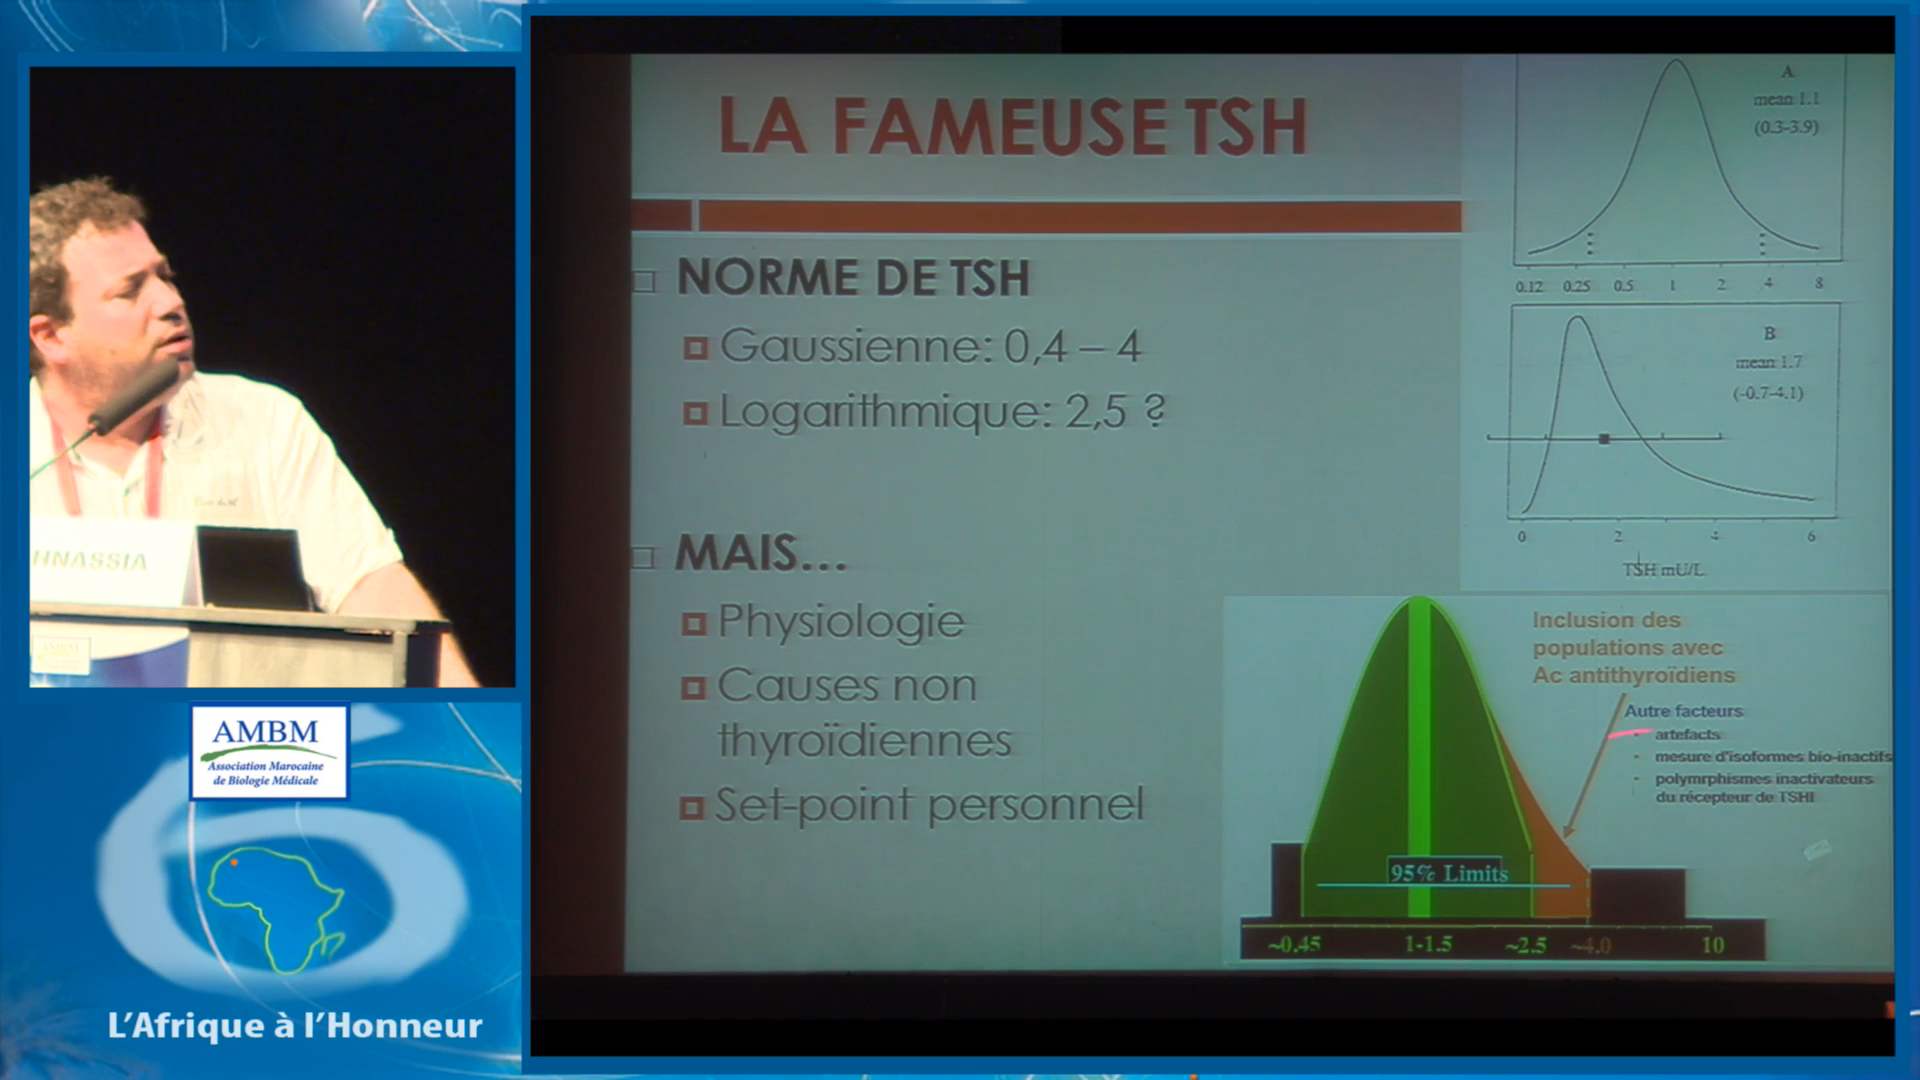 LA FAMEUSE TSH
NORME DE TSH
Gaussienne: 0,4 – 4
Logarithmique: 2,5 ?
MAIS...
Physiologie
Causes non
thyroïdiennes
Set-point personnel
A
mean 1.1
(0.3-3.9)
0.12 0.25 0.5 1 2 4 8
B
mean 1.7
(-0.7-4.1)
0 2 4 6
TSH mU/L
Inclusion des
populations avec
Ac antithyroïdiens
Autre facteurs
- artefacts
- mesure d'isoformes bio-inactifs
- polymrphismes inactivateurs
du récepteur de TSHI
95% Limits
~0.45 1-1.5 ~2.5 ~4.0 10
HNASSIA
AMBM
AMBM
Association Marocaine
de Biologie Médicale
L'Afrique à l'Honneur